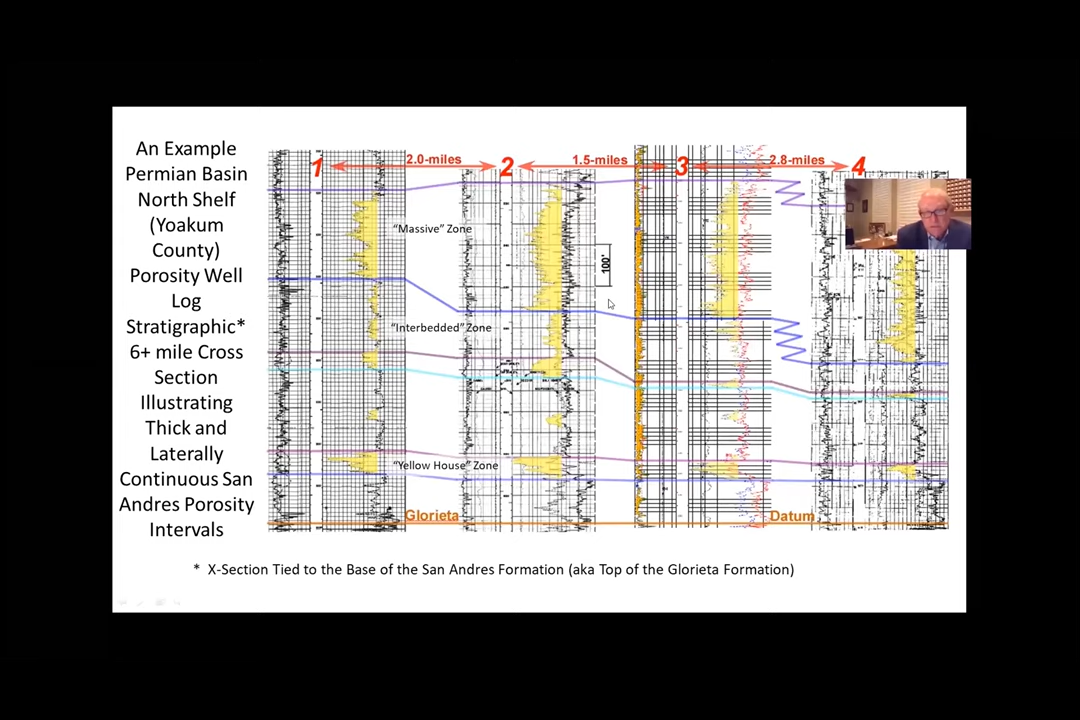 An Example
Permian Basin
North Shelf
(Yoakum
County)
Porosity Well
Log
Stratigraphic*
6+ mile Cross
Section
Illustrating
Thick and
Laterally
Continuous San
Andres Porosity
Intervals
1
2.0-miles
2
1.5-miles
3
2.8-miles
4
"Massive" Zone
100'
"Interbedded" Zone
"Yellow House" Zone
Glorieta
Datum
* X-Section Tied to the Base of the San Andres Formation (aka Top of the Glorieta Formation)